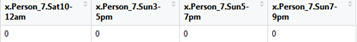 x.Person_7.Sat10- x.Person_7.Sun3- x.Person_7.Sun5- x.Person_7.Sun7-
12am 5pm 7pm 9pm
0 0 0 0